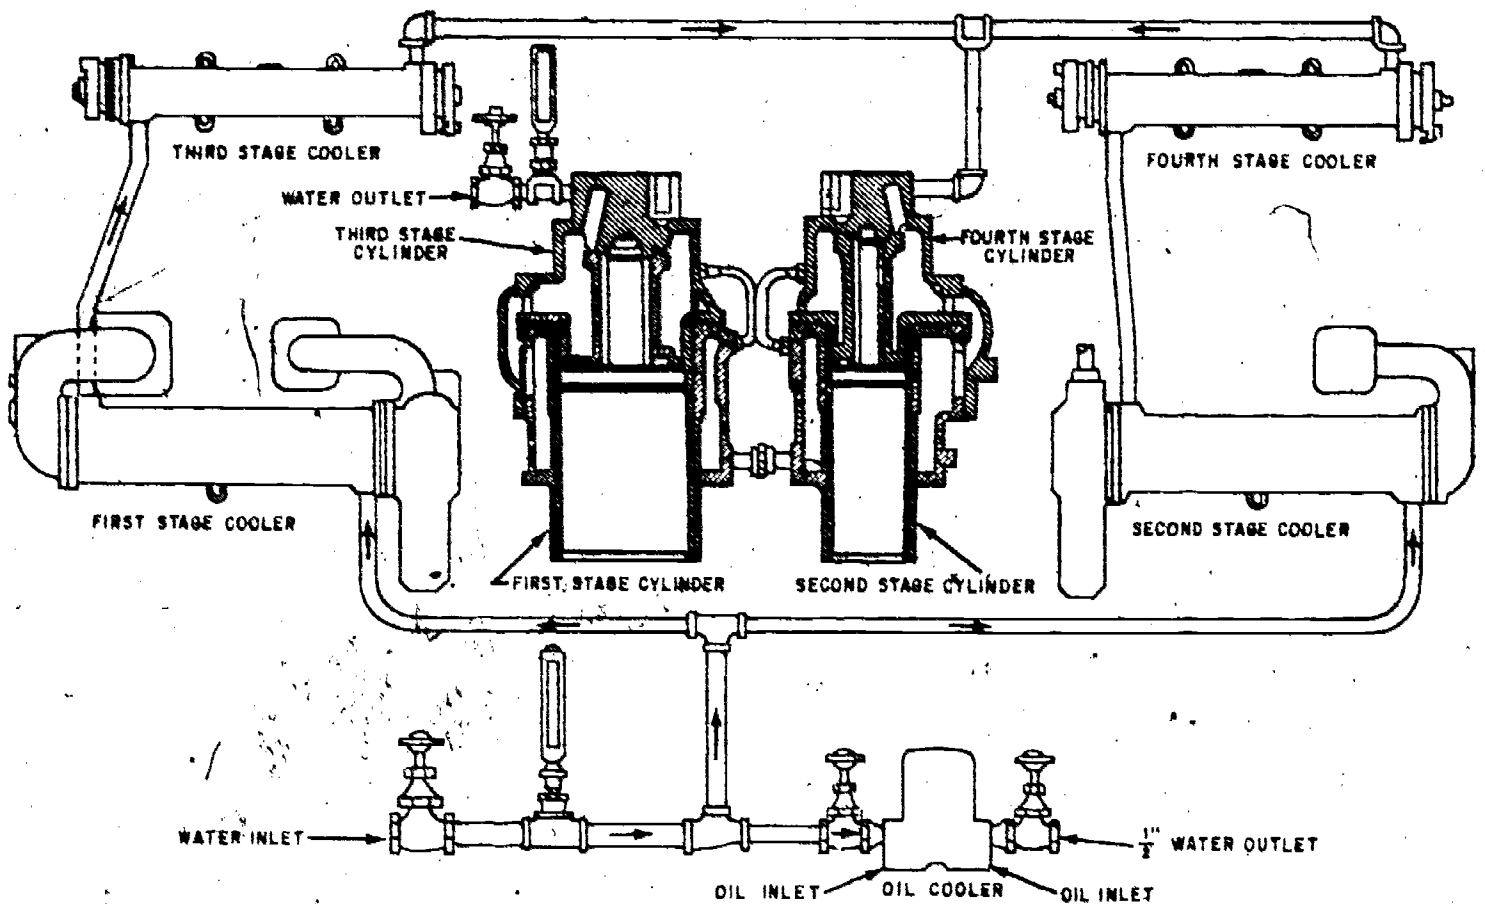 THIRD STAGE COOLER
FOURTH STAGE COOLER
WATER OUTLET
THIRD STAGE
CYLINDER
FOURTH STAGE
CYLINDER
FIRST STAGE COOLER
SECOND STAGE COOLER
FIRST STAGE CYLINDER
SECOND STAGE CYLINDER
WATER INLET
1/2" WATER OUTLET
OIL INLET
OIL COOLER
OIL INLET